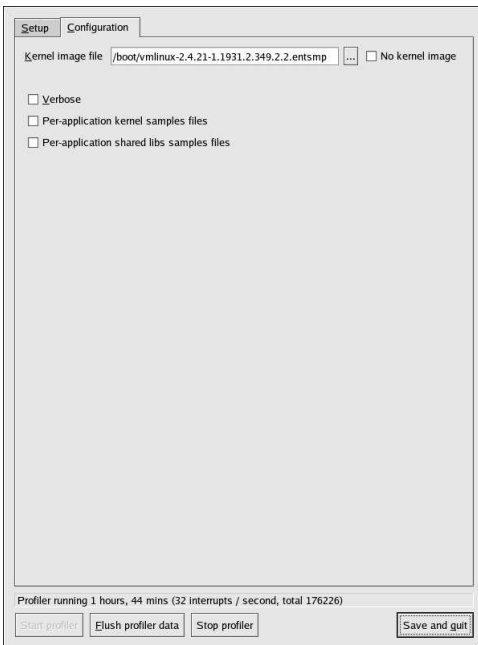 Setup Configuration
Kernel image file /boot/vmlinux-2.4.21-1.1931.2.349.2.2.entsmp ... No kernel image
Verbose
Per-application kernel samples files
Per-application shared libs samples files
Profiler running 1 hours, 44 mins (32 interrupts / second, total 176226)
Start profiler Flush profiler data Stop profiler Save and quit